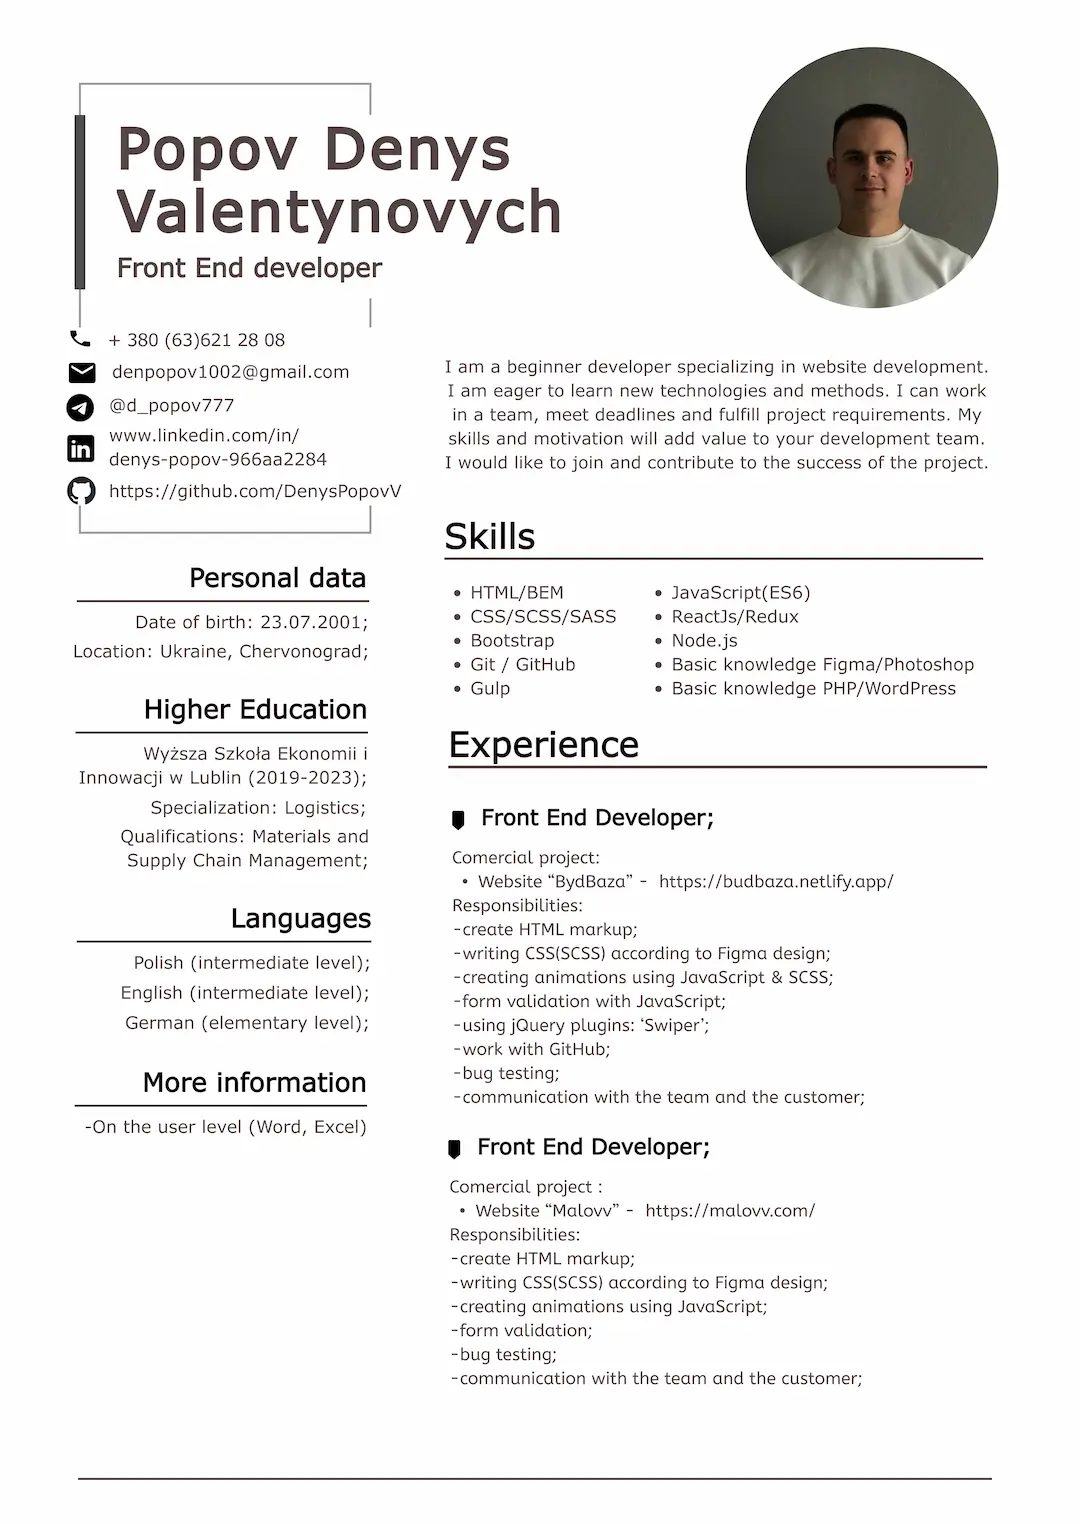 Popov Denys
Valentynovych
Front End developer
+ 380 (63)621 28 08
denpopov1002@gmail.com
@d_popov777
www.linkedin.com/in/
denys-popov-966aa2284
https://github.com/DenysPopovV
Personal data
Date of birth: 23.07.2001;
Location: Ukraine, Chervonograd;
Higher Education
Wyższa Szkoła Ekonomii i
Innowacji w Lublin (2019-2023);
Specialization: Logistics;
Qualifications: Materials and
Supply Chain Management;
Languages
Polish (intermediate level);
English (intermediate level);
German (elementary level);
More information
-On the user level (Word, Excel)
I am a beginner developer specializing in website development.
I am eager to learn new technologies and methods. I can work
in a team, meet deadlines and fulfill project requirements. My
skills and motivation will add value to your development team.
I would like to join and contribute to the success of the project.
Skills
• HTML/BEM
• CSS/SCSS/SASS
• Bootstrap
• Git / GitHub
• Gulp
• JavaScript(ES6)
• ReactJs/Redux
• Node.js
• Basic knowledge Figma/Photoshop
• Basic knowledge PHP/WordPress
Experience
Front End Developer;
Comercial project:
• Website “BydBaza” - https://budbaza.netlify.app/
Responsibilities:
-create HTML markup;
-writing CSS(SCSS) according to Figma design;
-creating animations using JavaScript & SCSS;
-form validation with JavaScript;
-using jQuery plugins: ‘Swiper’;
-work with GitHub;
-bug testing;
-communication with the team and the customer;
Front End Developer;
Comercial project :
• Website “Malovv” - https://malovv.com/
Responsibilities:
-create HTML markup;
-writing CSS(SCSS) according to Figma design;
-creating animations using JavaScript;
-form validation;
-bug testing;
-communication with the team and the customer;